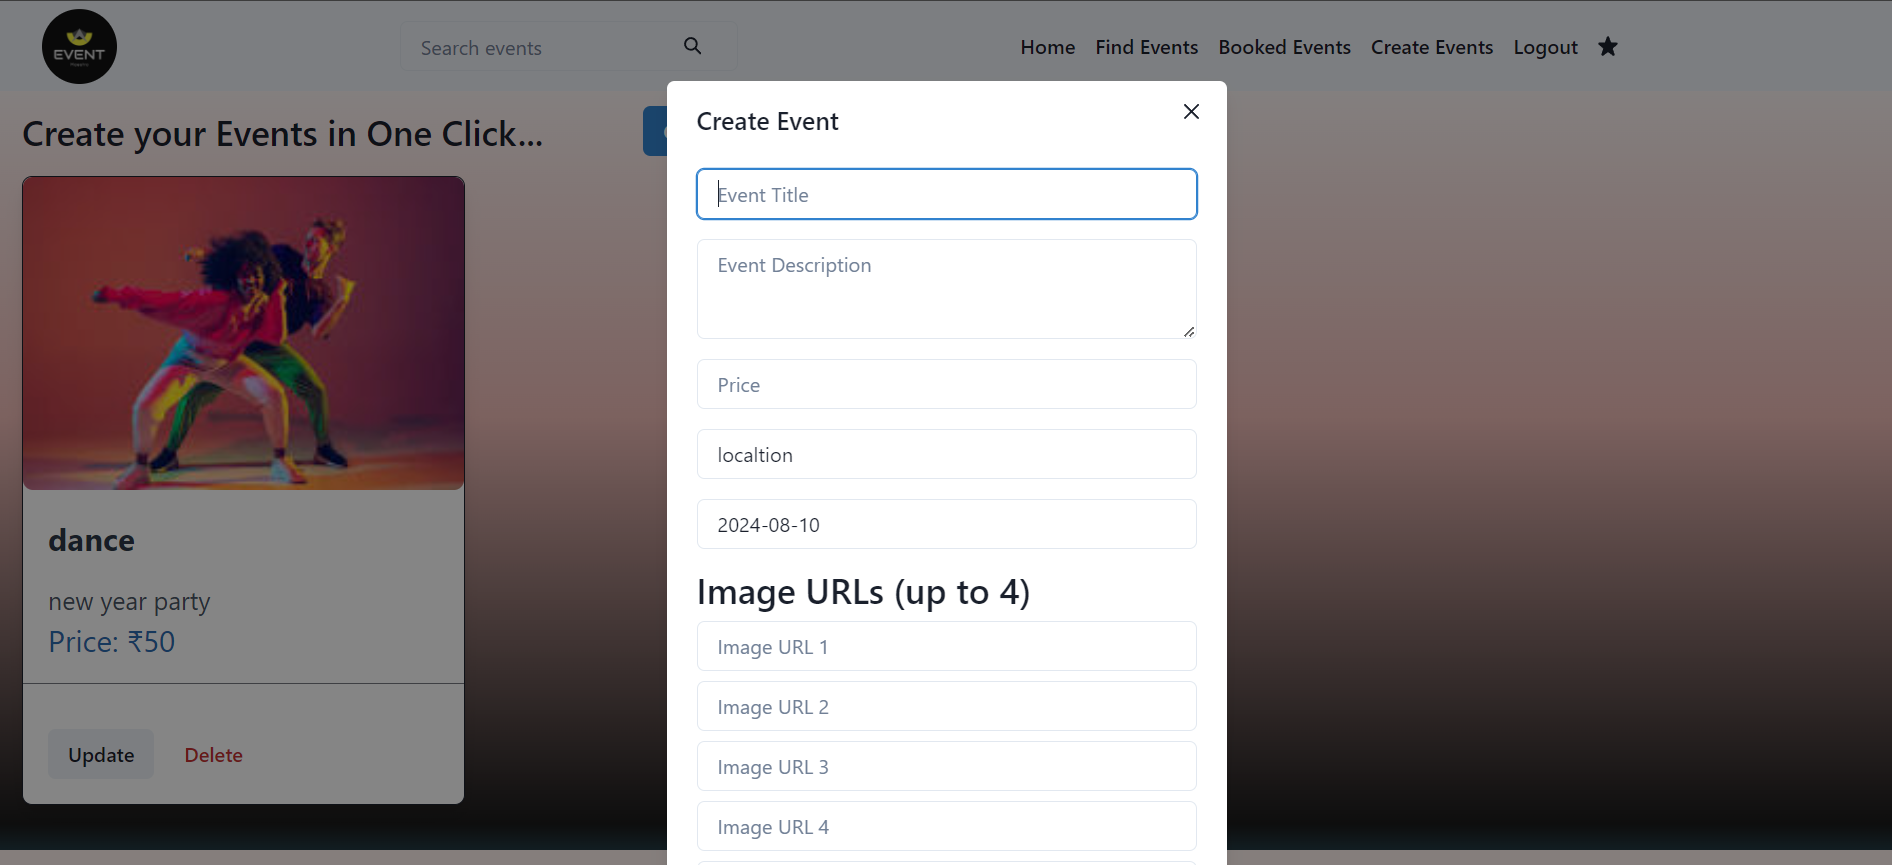 EVENT
Search events
Home Find Events Booked Events Create Events Logout
Create your Events in One Click...
dance
new year party
Price: ₹50
Update Delete
Create Event
Event Title
Event Description
Price
localtion
2024-08-10
Image URLs (up to 4)
Image URL 1
Image URL 2
Image URL 3
Image URL 4